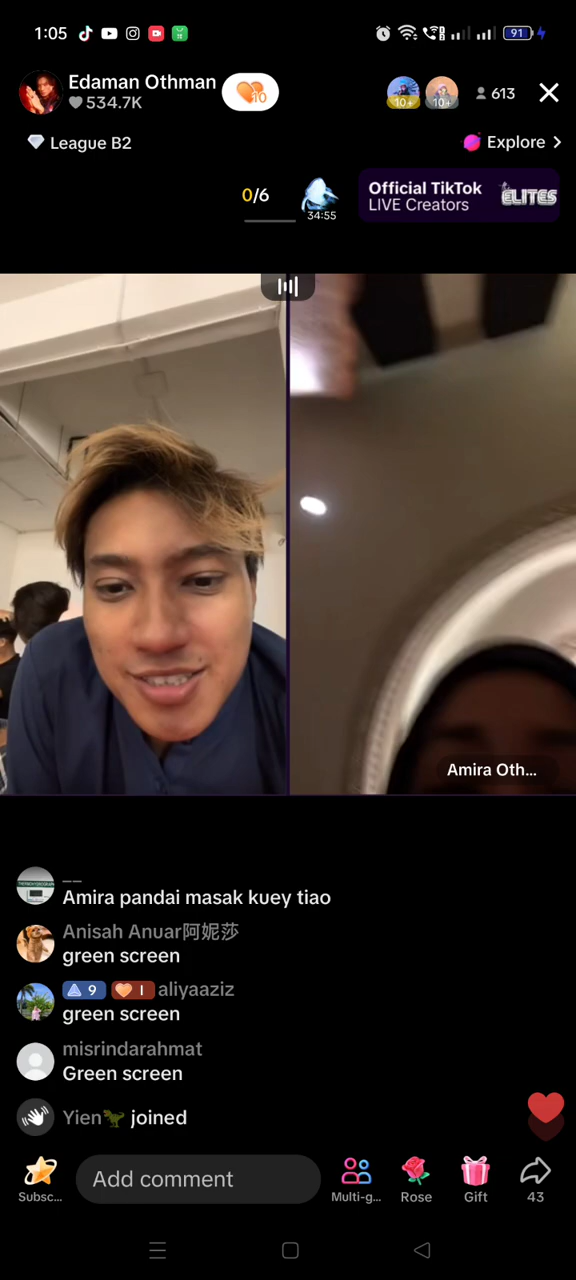 1:05
91
Edaman Othman
534.7K
10
10+
10+
613
League B2
Explore
0/6
34:55
Official TikTok
LIVE Creators
ELITES
Amira Oth...
__
Amira pandai masak kuey tiao
Anisah Anuar阿妮莎
green screen
9
I
aliyaaziz
green screen
misrindarahmat
Green screen
Yien joined
Subsc...
Add comment
Multi-g...
Rose
Gift
43